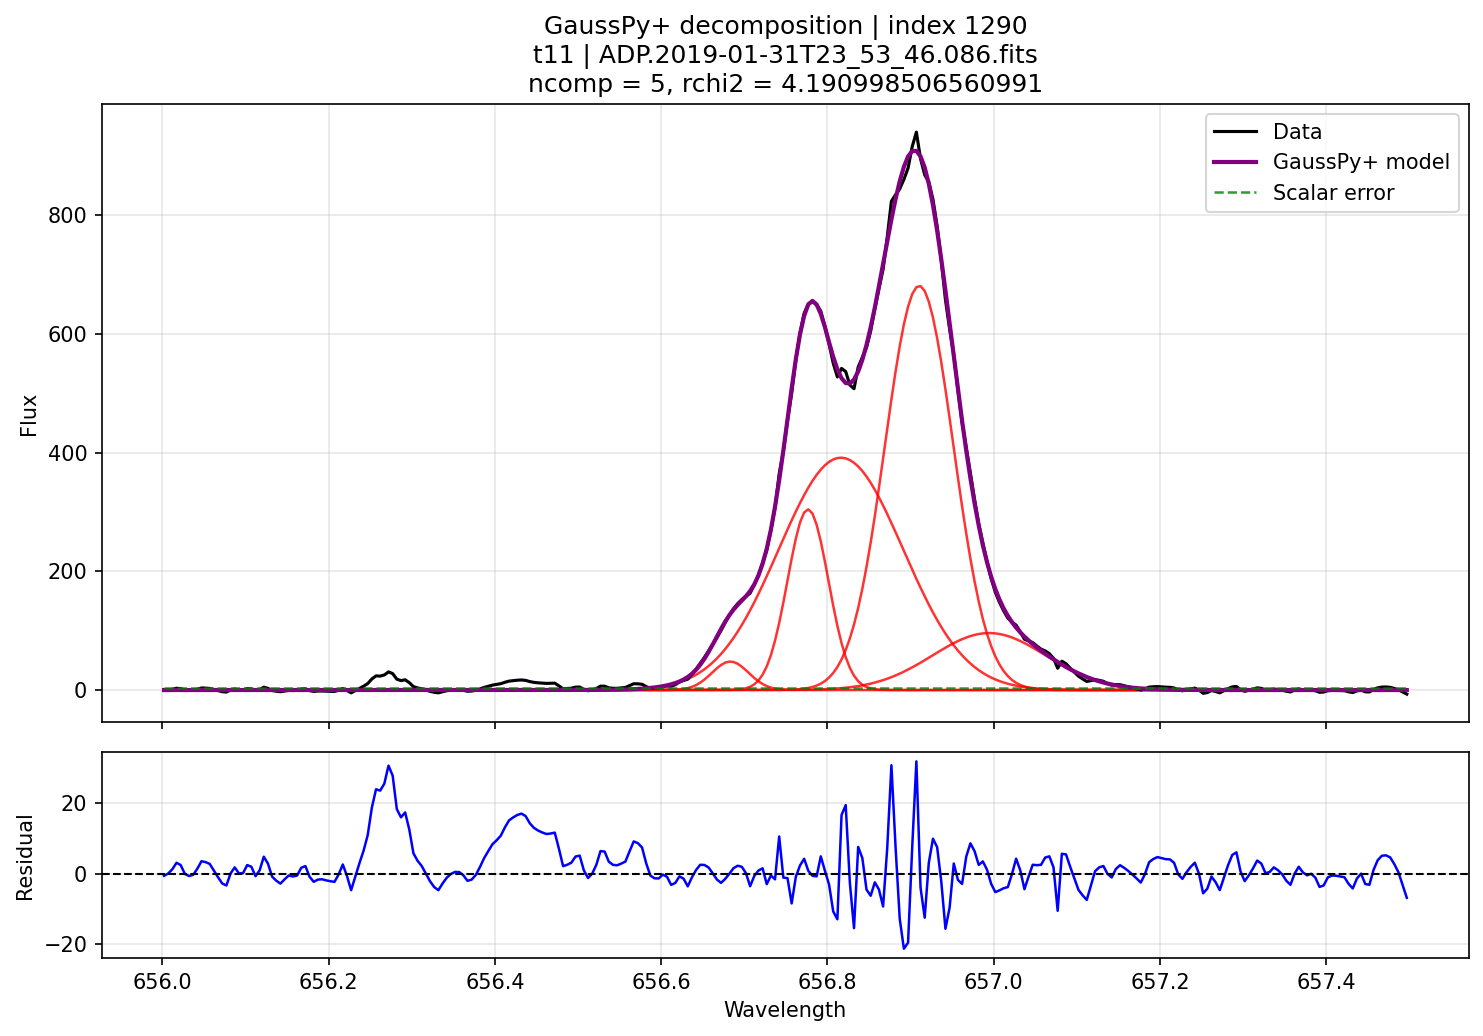 GaussPy+ decomposition | index 1290
t11 | ADP.2019-01-31T23_53_46.086.fits
ncomp = 5, rchi2 = 4.190998506560991
Data
GaussPy+ model
Scalar error
Flux
800
600
400
200
0
Residual
20
0
−20
656.0 656.2 656.4 656.6 656.8 657.0 657.2 657.4
Wavelength